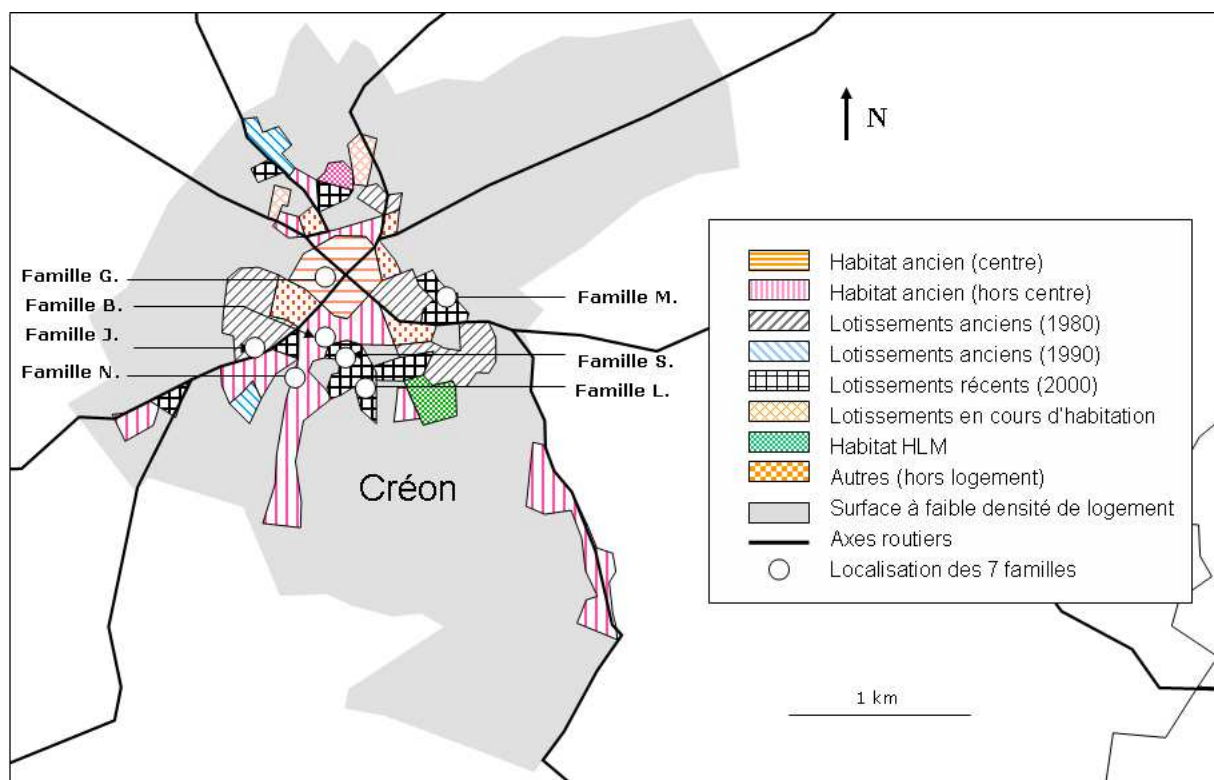 N
Famille G.
Famille B.
Famille J.
Famille N.
Famille M.
Famille S.
Famille L.
Créon
Habitat ancien (centre)
Habitat ancien (hors centre)
Lotissements anciens (1980)
Lotissements anciens (1990)
Lotissements récents (2000)
Lotissements en cours d'habitation
Habitat HLM
Autres (hors logement)
Surface à faible densité de logement
Axes routiers
Localisation des 7 familles
1 km